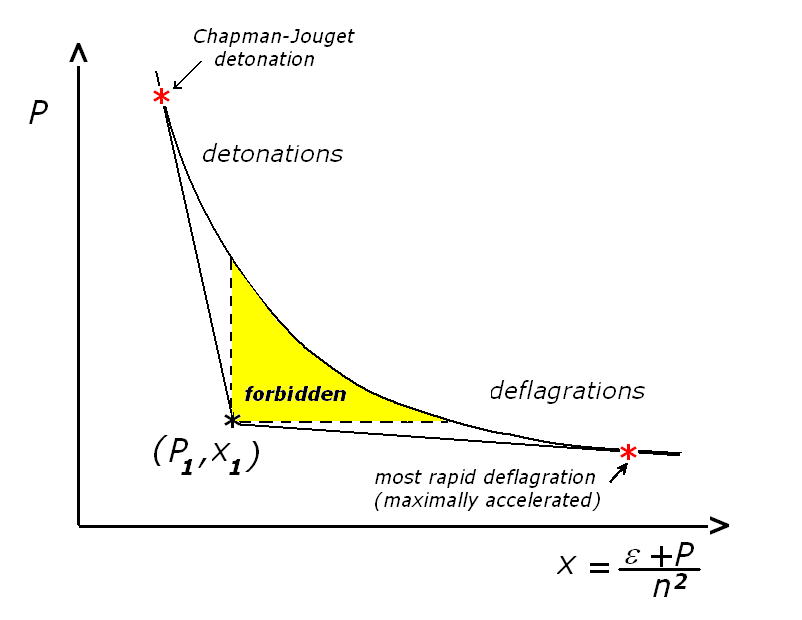 Chapman-Jouget
detonation
P
detonations
forbidden
deflagrations
(P1,x1)
most rapid deflagration
(maximally accelerated)
x = ε+P
n2